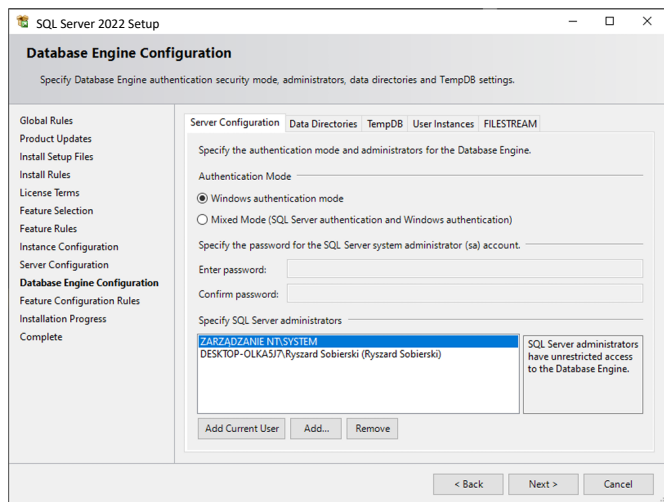 SQL Server 2022 Setup
Database Engine Configuration
Specify Database Engine authentication security mode, administrators, data directories and TempDB settings.
Global Rules
Product Updates
Install Setup Files
Install Rules
License Terms
Feature Selection
Feature Rules
Instance Configuration
Server Configuration
Database Engine Configuration
Feature Configuration Rules
Installation Progress
Complete
Server Configuration Data Directories TempDB User Instances FILESTREAM
Specify the authentication mode and administrators for the Database Engine.
Authentication Mode
Windows authentication mode
Mixed Mode (SQL Server authentication and Windows authentication)
Specify the password for the SQL Server system administrator (sa) account.
Enter password:
Confirm password:
Specify SQL Server administrators
ZARZĄDZANIE NT\SYSTEM
DESKTOP-OLKA5J7\Ryszard Sobierski (Ryszard Sobierski)
SQL Server administrators
have unrestricted access
to the Database Engine.
Add Current User Add... Remove
< Back Next > Cancel